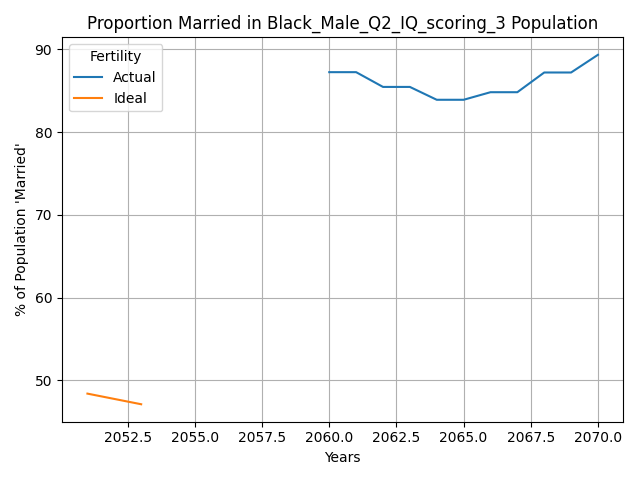 Proportion Married in Black_Male_Q2_IQ_scoring_3 Population
Fertility
Actual
Ideal
% of Population 'Married'
90
80
70
60
50
2052.5 2055.0 2057.5 2060.0 2062.5 2065.0 2067.5 2070.0
Years